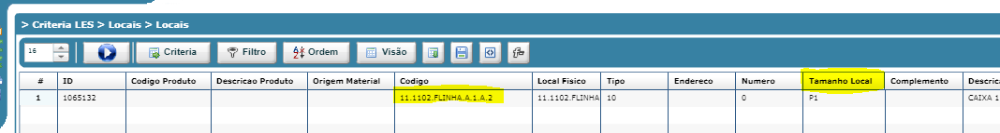 > Criteria LES > Locais > Locais
16 Criteria Filtro Ordem Visão
# ID Codigo Produto Descricao Produto Origem Material Codigo Local Fisico Tipo Endereco Numero Tamanho Local Complemento Descric
1 1065132 11.1102.FLINHA.A.1.A.2 11.1102.FLINHA 10 0 P1 CAIXA 1